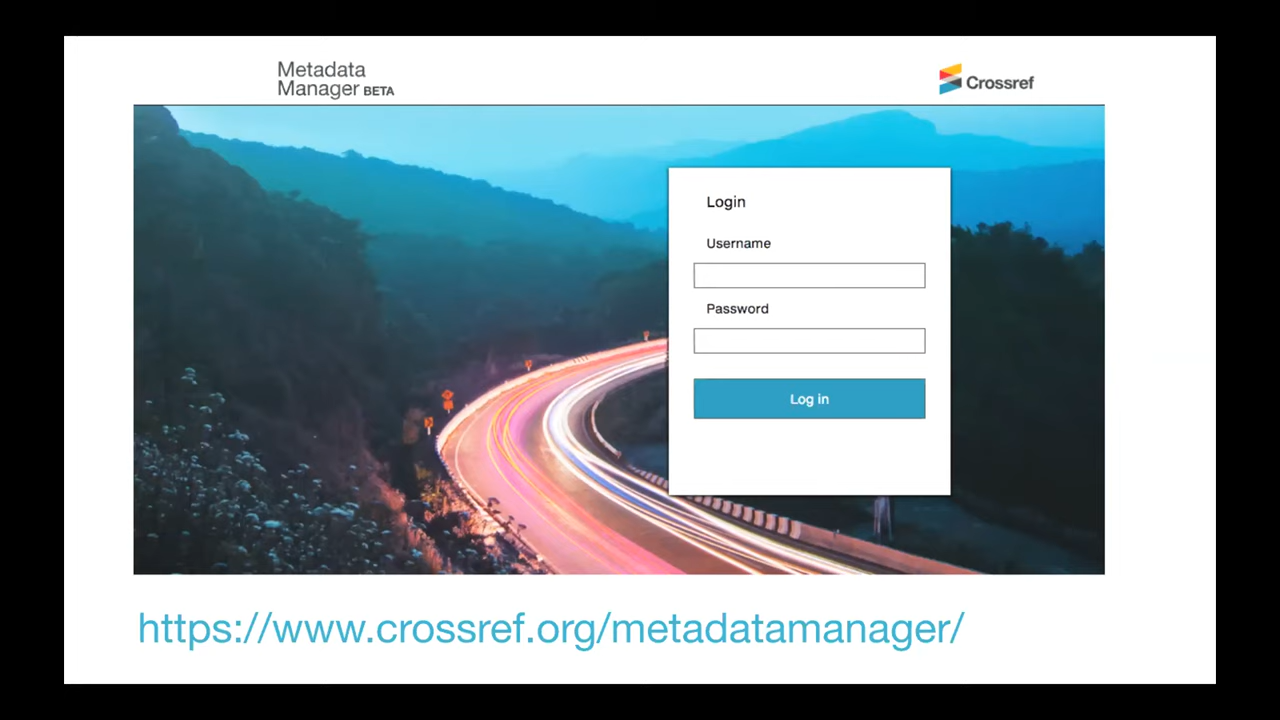 Metadata
Manager BETA
Crossref
Login
Username
Password
Log in
https://www.crossref.org/metadatamanager/